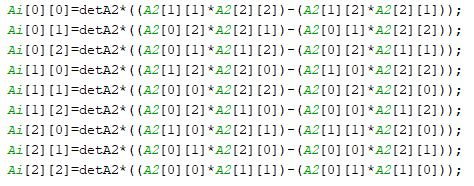 Ai[0][0]=detA2*((A2[1][1]*A2[2][2])-(A2[1][2]*A2[2][1]));
Ai[0][1]=detA2*((A2[0][2]*A2[2][1])-(A2[0][1]*A2[2][2]));
Ai[0][2]=detA2*((A2[0][1]*A2[1][2])-(A2[0][2]*A2[1][1]));
Ai[1][0]=detA2*((A2[1][2]*A2[2][0])-(A2[1][0]*A2[2][2]));
Ai[1][1]=detA2*((A2[0][0]*A2[2][2])-(A2[0][2]*A2[2][0]));
Ai[1][2]=detA2*((A2[0][2]*A2[1][0])-(A2[0][0]*A2[1][2]));
Ai[2][0]=detA2*((A2[1][0]*A2[2][1])-(A2[1][1]*A2[2][0]));
Ai[2][1]=detA2*((A2[0][1]*A2[2][0])-(A2[0][0]*A2[2][1]));
Ai[2][2]=detA2*((A2[0][0]*A2[1][1])-(A2[0][1]*A2[1][0]));